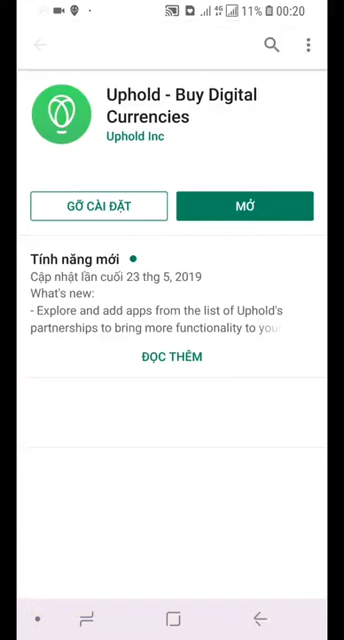 4G 11% 00:20
Uphold - Buy Digital
Currencies
Uphold Inc
GỠ CÀI ĐẶT
MỞ
Tính năng mới
Cập nhật lần cuối 23 thg 5, 2019
What's new:
- Explore and add apps from the list of Uphold's
partnerships to bring more functionality to your
ĐỌC THÊM